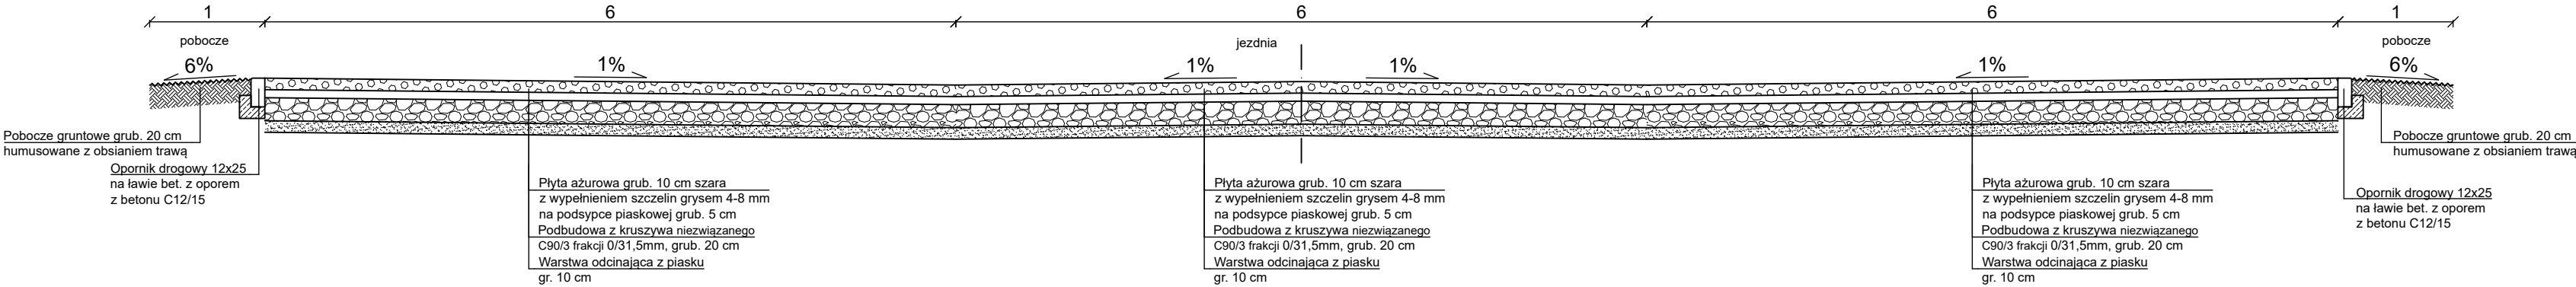 1
6
6
6
1
pobocze
jezdnia
pobocze
6%
1%
1%
1%
1%
6%
Pobocze gruntowe grub. 20 cm
humusowane z obsianiem trawą
Opornik drogowy 12x25
na ławie bet. z oporem
z betonu C12/15
Płyta ażurowa grub. 10 cm szara
z wypełnieniem szczelin grysem 4-8 mm
na podsypce piaskowej grub. 5 cm
Podbudowa z kruszywa niezwiązanego
C90/3 frakcji 0/31,5mm, grub. 20 cm
Warstwa odcinająca z piasku
gr. 10 cm
Płyta ażurowa grub. 10 cm szara
z wypełnieniem szczelin grysem 4-8 mm
na podsypce piaskowej grub. 5 cm
Podbudowa z kruszywa niezwiązanego
C90/3 frakcji 0/31,5mm, grub. 20 cm
Warstwa odcinająca z piasku
gr. 10 cm
Płyta ażurowa grub. 10 cm szara
z wypełnieniem szczelin grysem 4-8 mm
na podsypce piaskowej grub. 5 cm
Podbudowa z kruszywa niezwiązanego
C90/3 frakcji 0/31,5mm, grub. 20 cm
Warstwa odcinająca z piasku
gr. 10 cm
Pobocze gruntowe grub. 20 cm
humusowane z obsianiem trawą
Opornik drogowy 12x25
na ławie bet. z oporem
z betonu C12/15